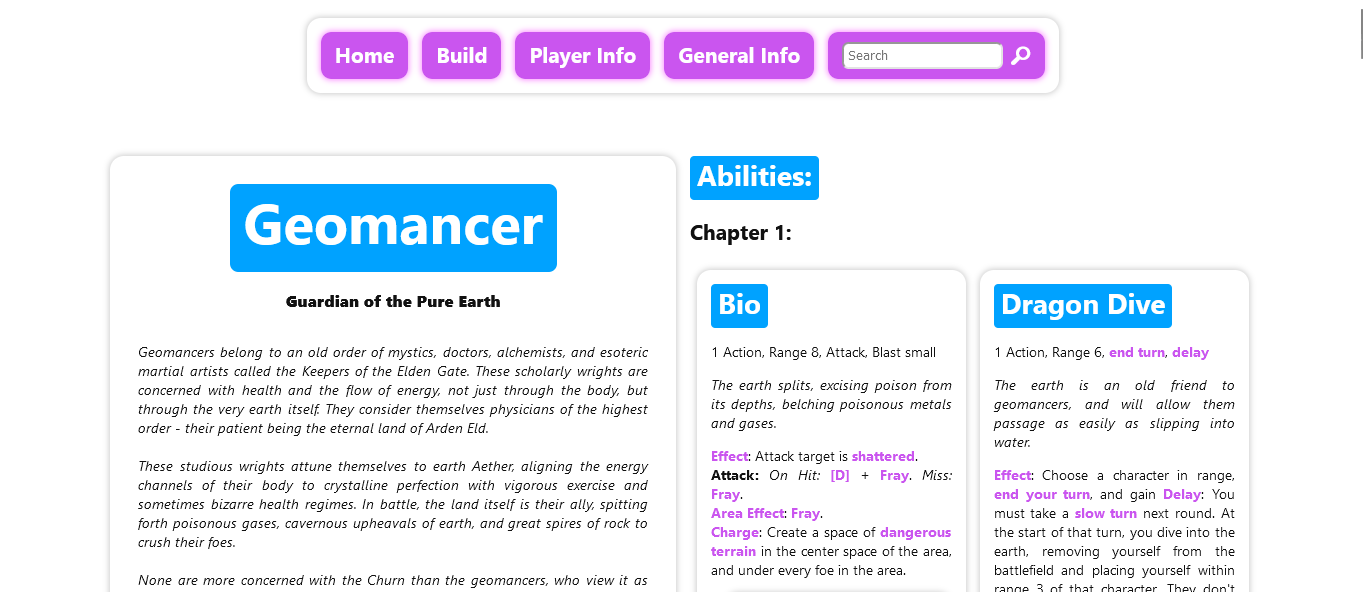 Home
Build
Player Info
General Info
Search
Geomancer
Guardian of the Pure Earth
Geomancers belong to an old order of mystics, doctors, alchemists, and esoteric
martial artists called the Keepers of the Elden Gate. These scholarly wrights are
concerned with health and the flow of energy, not just through the body, but
through the very earth itself. They consider themselves physicians of the highest
order - their patient being the eternal land of Arden Eld.
These studious wrights attune themselves to earth Aether, aligning the energy
channels of their body to crystalline perfection with vigorous exercise and
sometimes bizarre health regimes. In battle, the land itself is their ally, spitting
forth poisonous gases, cavernous upheavals of earth, and great spires of rock to
crush their foes.
None are more concerned with the Churn than the geomancers, who view it as
Abilities:
Chapter 1:
Bio
1 Action, Range 8, Attack, Blast small
The earth splits, excising poison from
its depths, belching poisonous metals
and gases.
Effect: Attack target is shattered.
Attack: On Hit: [D] + Fray. Miss:
Fray.
Area Effect: Fray.
Charge: Create a space of dangerous
terrain in the center space of the area,
and under every foe in the area.
Dragon Dive
1 Action, Range 6, end turn, delay
The earth is an old friend to
geomancers, and will allow them
passage as easily as slipping into
water.
Effect: Choose a character in range,
end your turn, and gain Delay: You
must take a slow turn next round. At
the start of that turn, you dive into the
earth, removing yourself from the
battlefield and placing yourself within
range 3 of that character. They don't